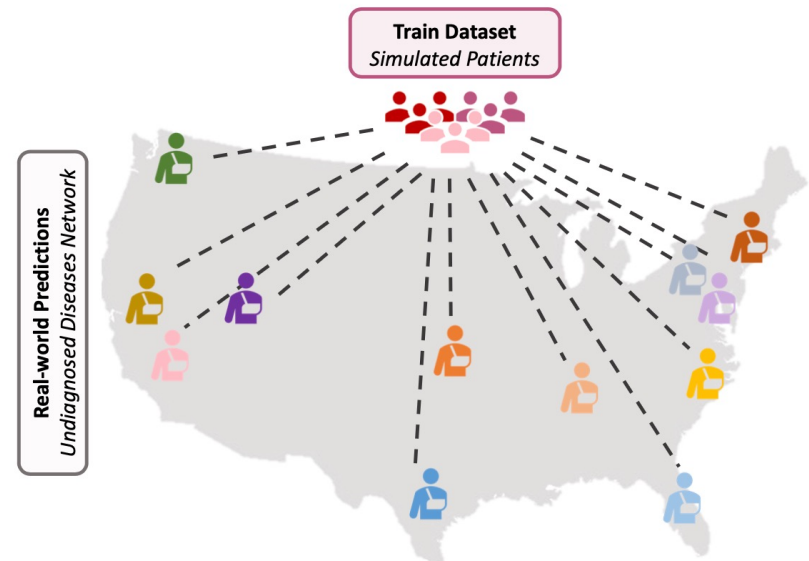 Train Dataset
Simulated Patients
Real-world Predictions
Undiagnosed Diseases Network